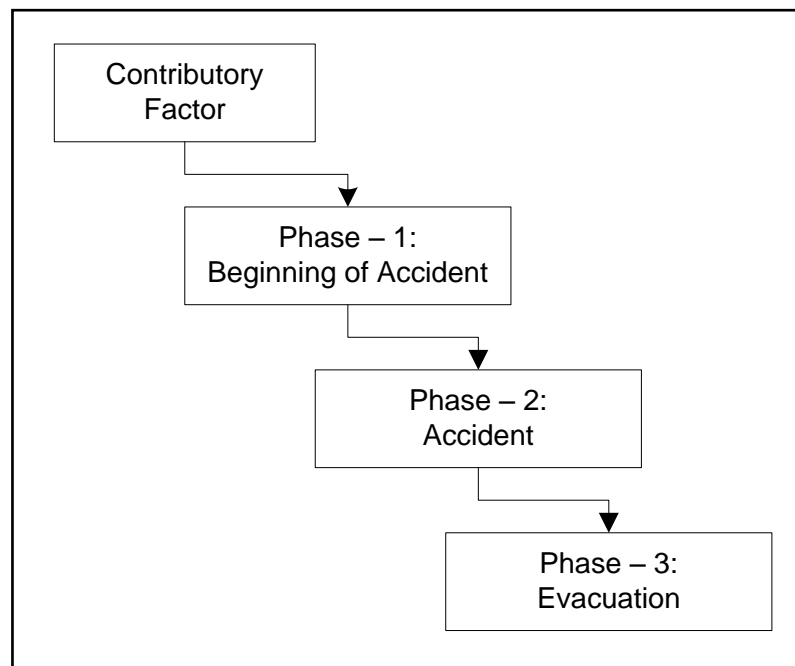 Contributory
Factor
Phase – 1:
Beginning of Accident
Phase – 2:
Accident
Phase – 3:
Evacuation